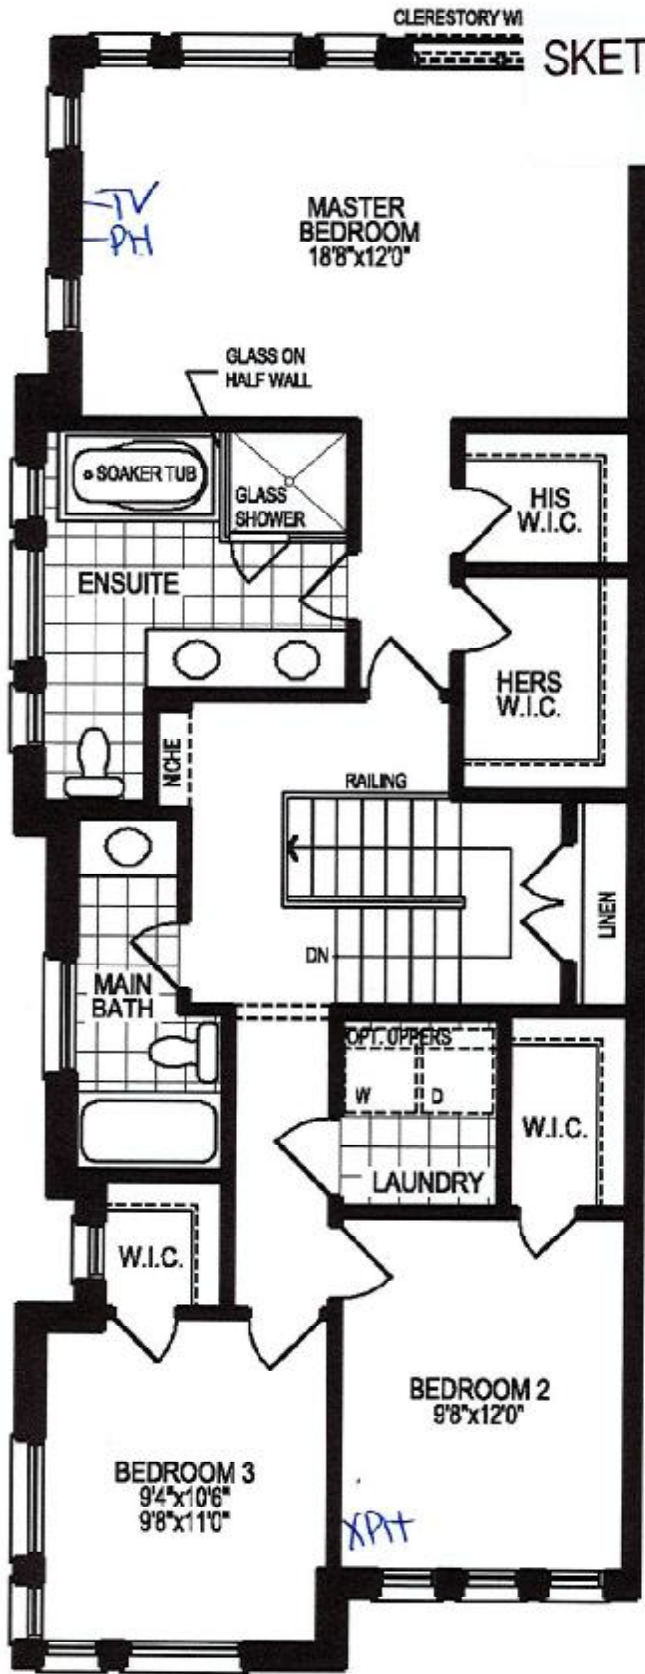 CLERESTORY WI
SKET
TV
PH
MASTER
BEDROOM
18'8"x12'0"
GLASS ON
HALF WALL
SOAKER TUB
GLASS
SHOWER
HIS
W.I.C.
ENSUITE
HERS
W.I.C.
NICHE
RAILING
LINEN
DN
MAIN
BATH
OPT. UPPERS
W
D
W.I.C.
LAUNDRY
W.I.C.
BEDROOM 2
9'8"x12'0"
BEDROOM 3
9'4"x10'6"
9'8"x11'0"
XPH